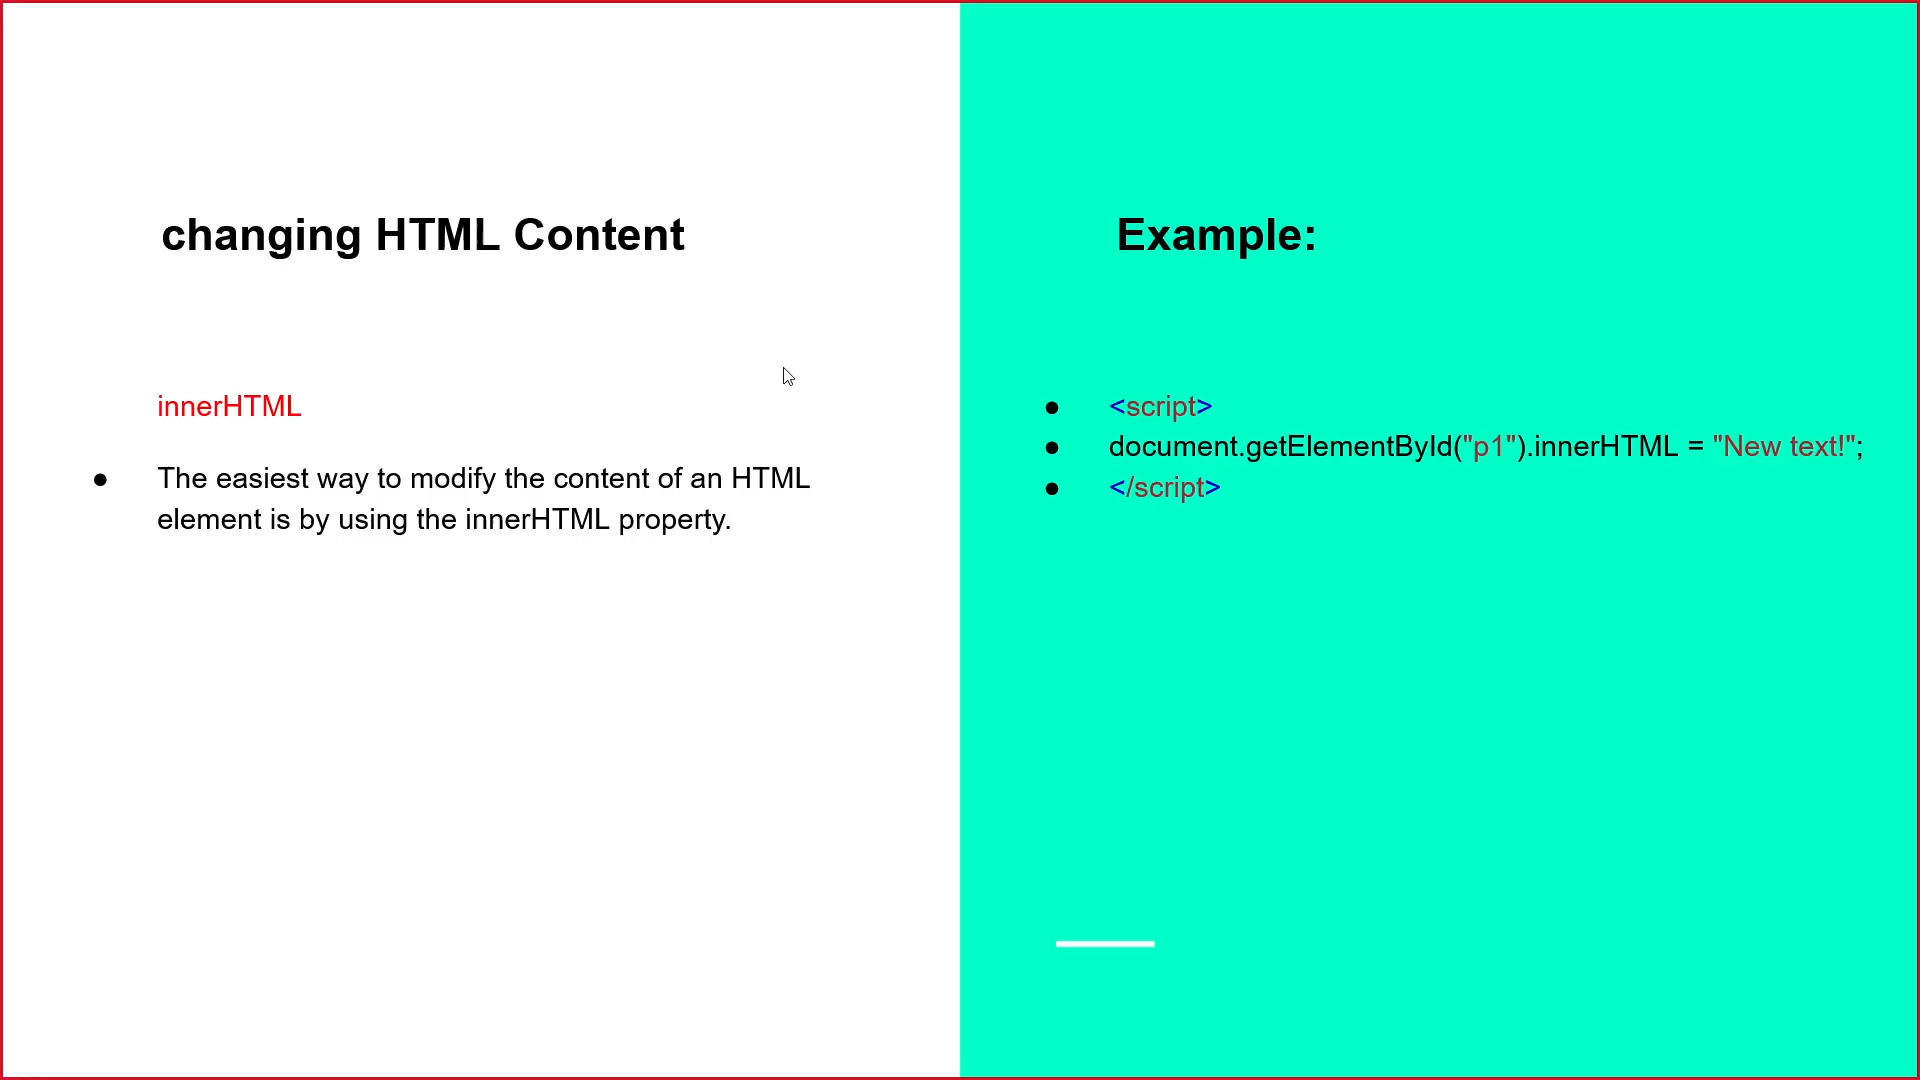 changing HTML Content
innerHTML
● The easiest way to modify the content of an HTML
element is by using the innerHTML property.
Example:
● <script>
● document.getElementById("p1").innerHTML = "New text!";
● </script>